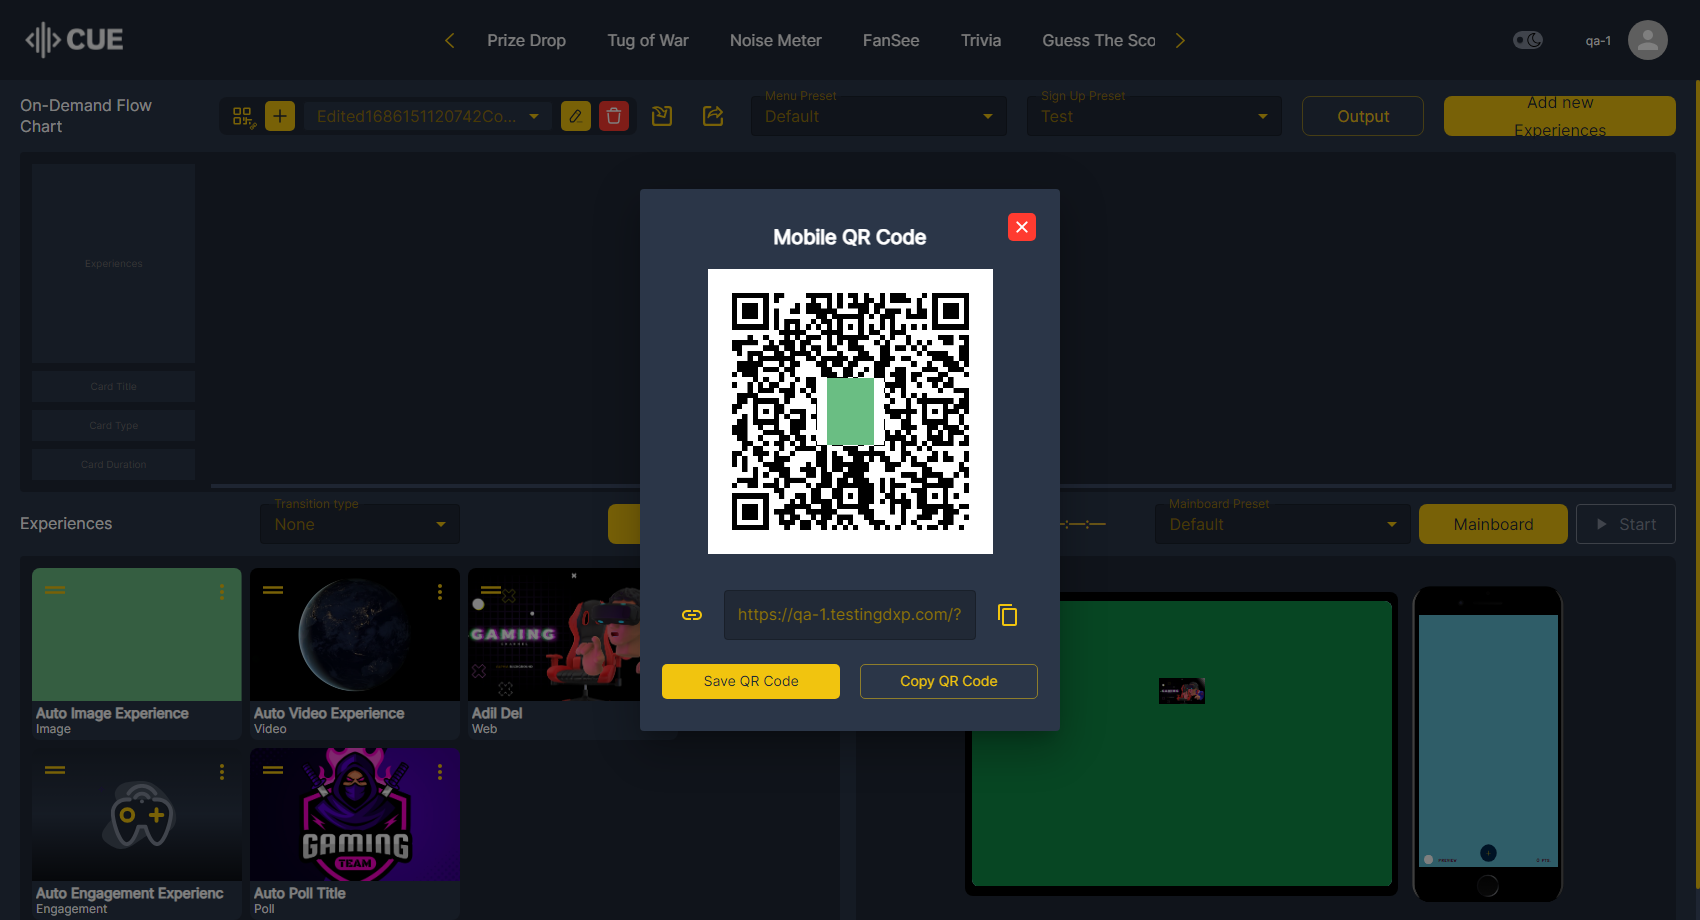 CUE
Prize Drop
Tug of War
Noise Meter
FanSee
Trivia
Guess The Sco
qa-1
On-Demand Flow
Chart
Edited1686151120742Co...
Menu Preset
Default
Sign Up Preset
Test
Output
Add new
Experiences
Experiences
Card Title
Card Type
Card Duration
Mobile QR Code
https://qa-1.testingdxp.com/?
Save QR Code
Copy QR Code
Experiences
Transition type
None
Mainboard Preset
Default
Mainboard
Start
Auto Image Experience
Image
Auto Video Experience
Video
GAMING
Adil Del
Web
Auto Engagement Experienc
Engagement
GAMING
TEAM
Auto Poll Title
Poll
PREVIEW